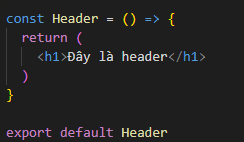 const Header = () => {
  return (
    <h1>Đây là header</h1>
  )
}

export default Header